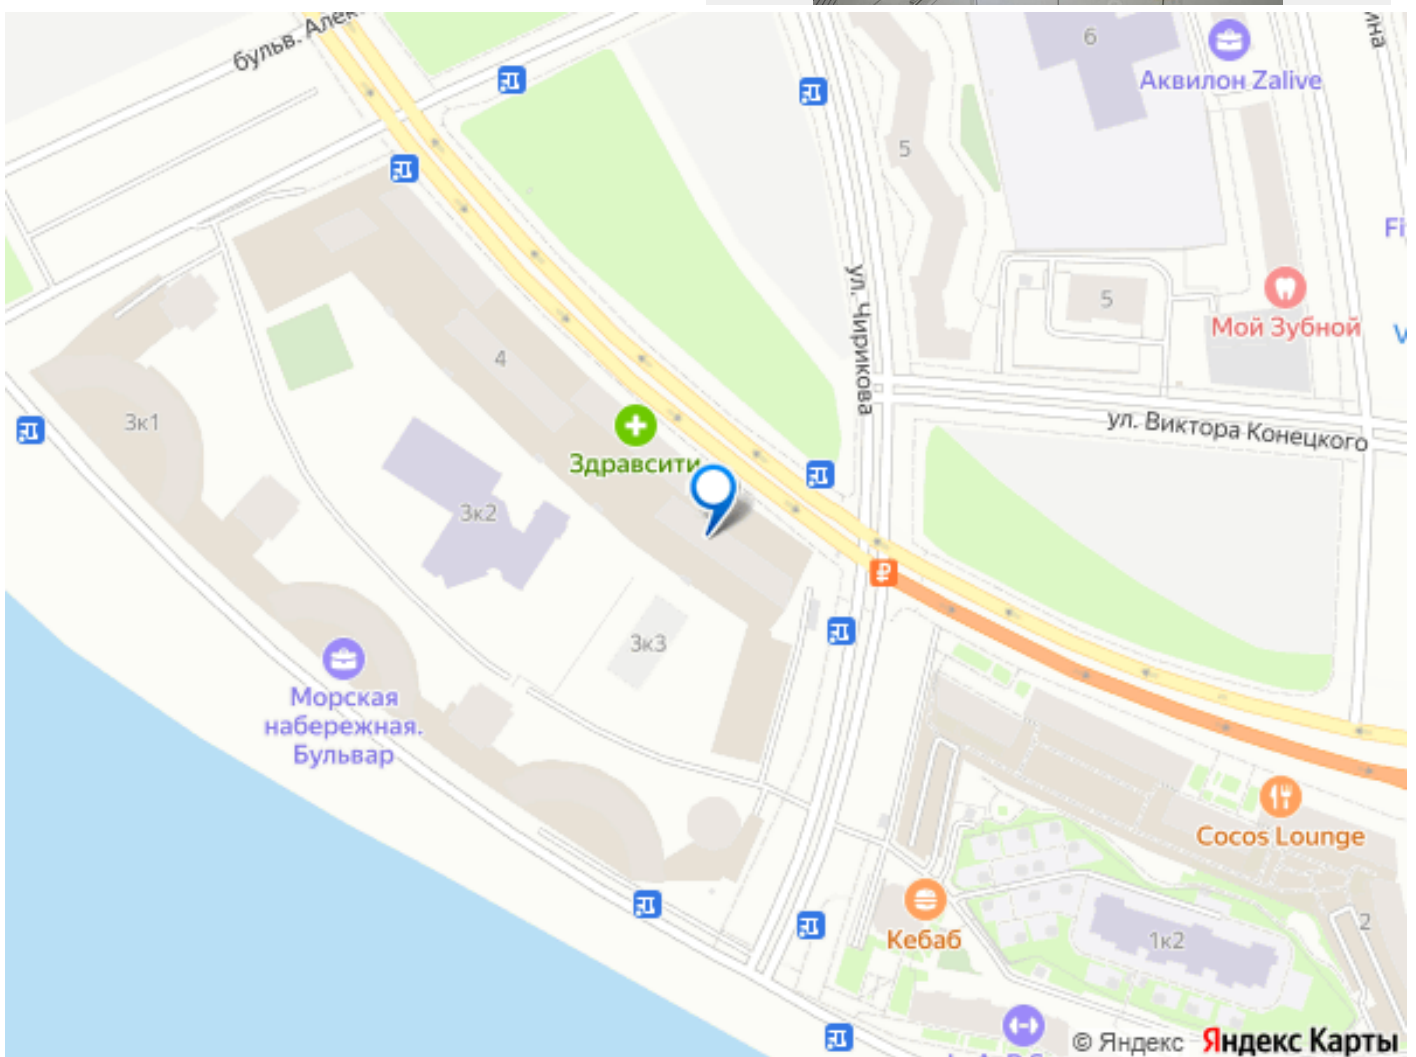 бульв. Алек
6
Аквилон Zalive
5
Fi
ул. Чирикова
5
Мой Зубной
V
4
3к1
ул. Виктора Конецкого
Здравсити
3к2
3к3
Морская
набережная.
Бульвар
Cocos Lounge
Кебаб
1к2
2
© Яндекс Яндекс Карты